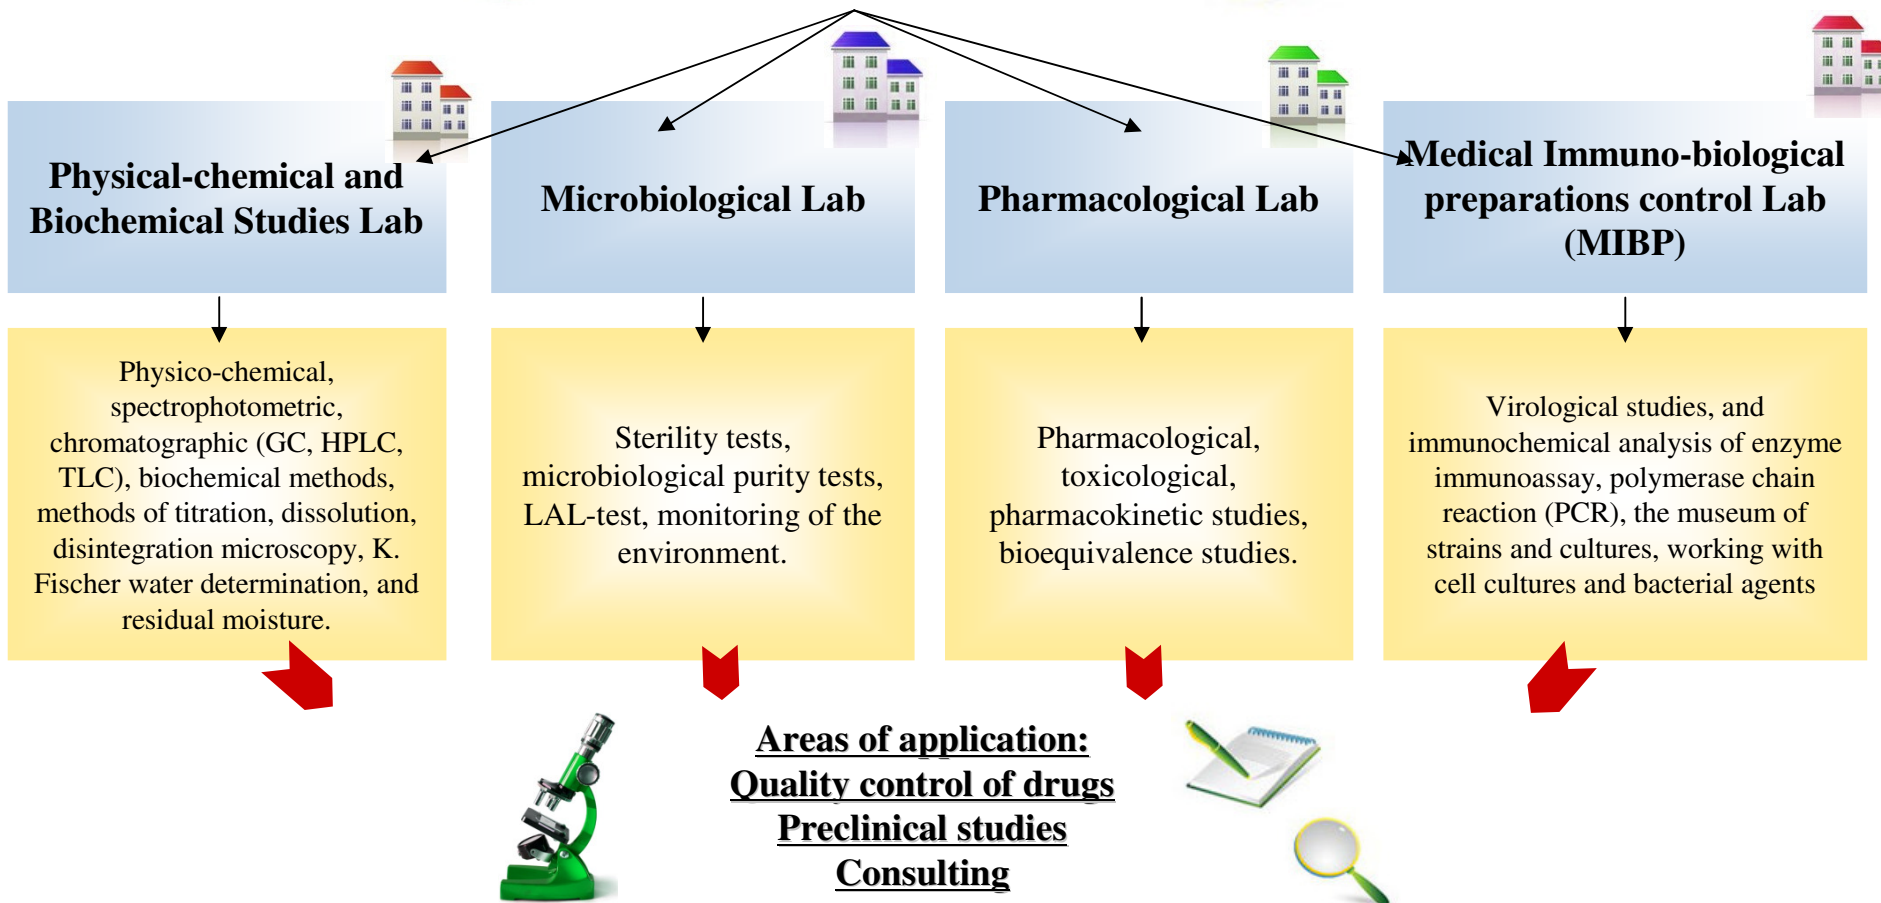 Physical-chemical and
Biochemical Studies Lab
Microbiological Lab
Pharmacological Lab
Medical Immuno-biological
preparations control Lab
(MIBP)
Physico-chemical,
spectrophotometric,
chromatographic (GC, HPLC,
TLC), biochemical methods,
methods of titration, dissolution,
disintegration microscopy, K.
Fischer water determination, and
residual moisture.
Sterility tests,
microbiological purity tests,
LAL-test, monitoring of the
environment.
Pharmacological,
toxicological,
pharmacokinetic studies,
bioequivalence studies.
Virological studies, and
immunochemical analysis of enzyme
immunoassay, polymerase chain
reaction (PCR), the museum of
strains and cultures, working with
cell cultures and bacterial agents
Areas of application:
Quality control of drugs
Preclinical studies
Consulting